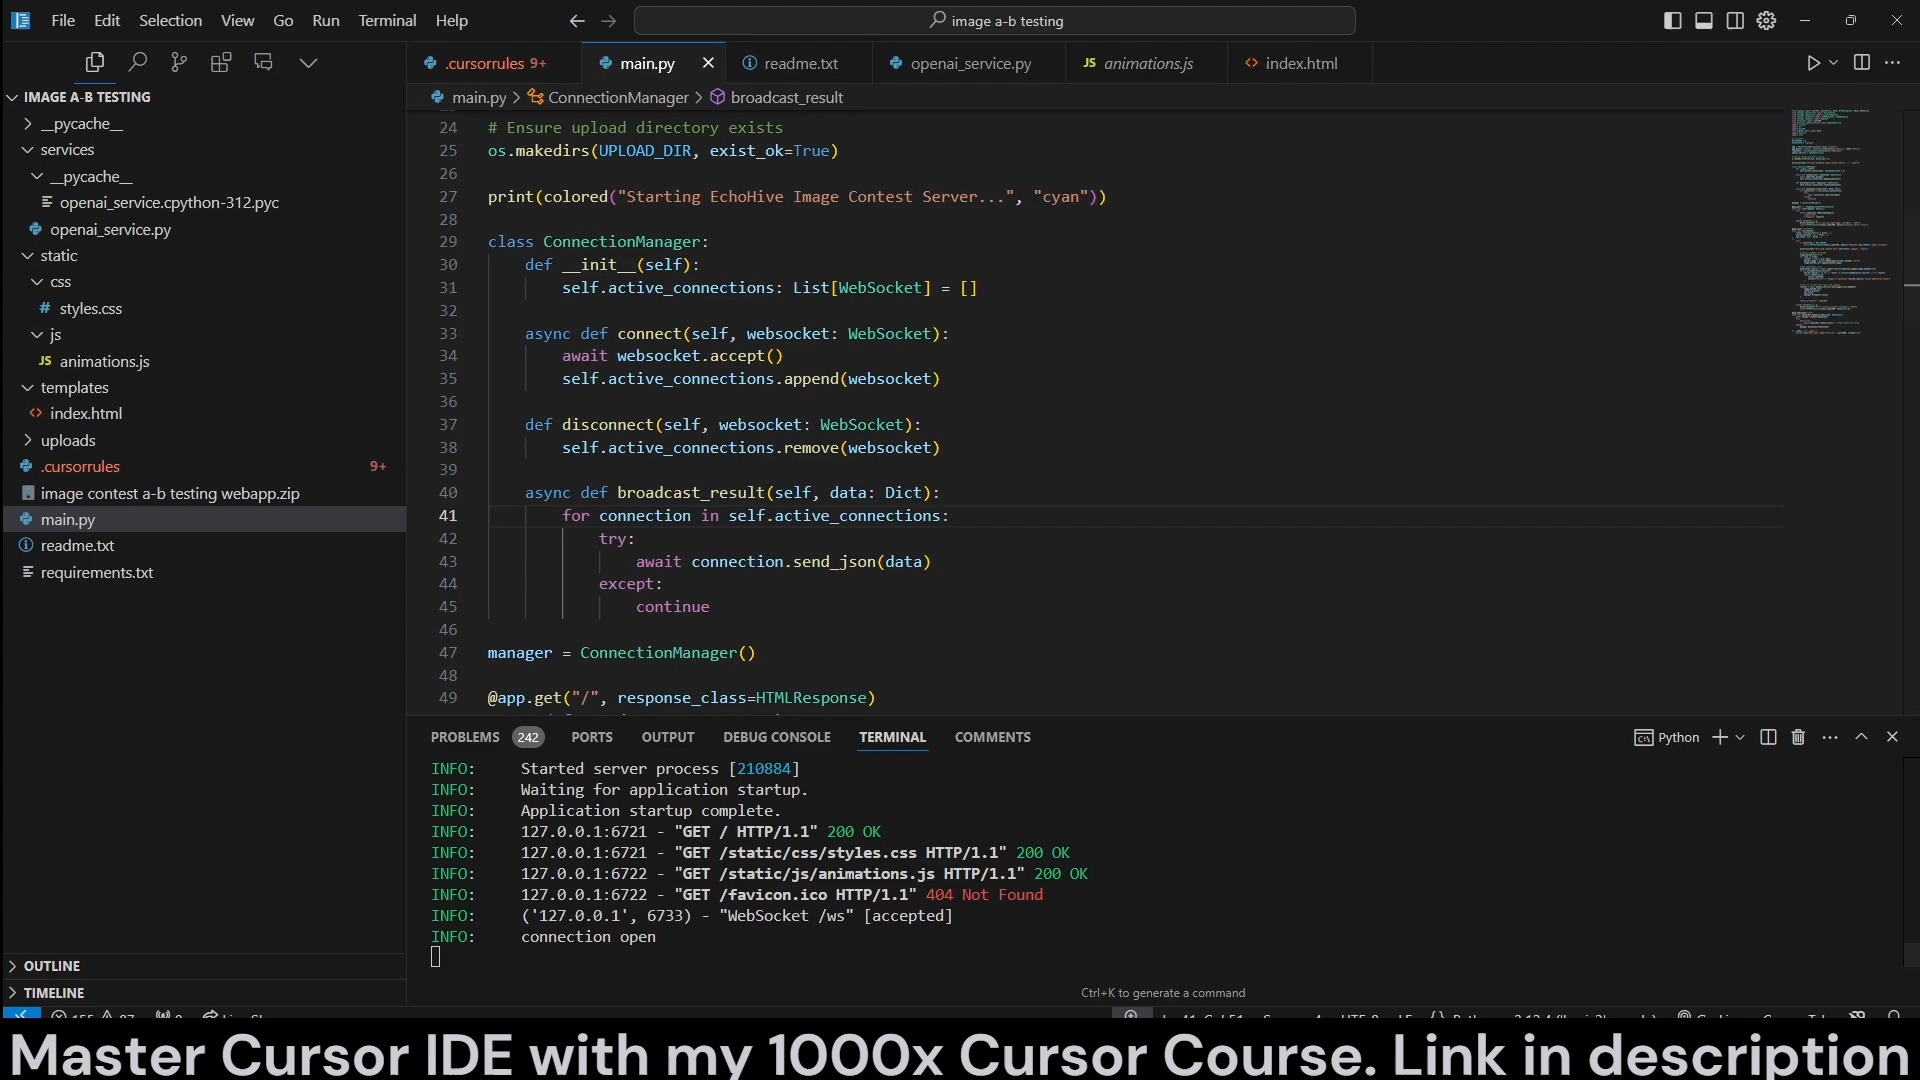 File Edit Selection View Go Run Terminal Help
image a-b testing
.cursorrules 9+
main.py
readme.txt
openai_service.py
JS animations.js
index.html
IMAGE A-B TESTING
__pycache__
services
__pycache__
openai_service.cpython-312.pyc
openai_service.py
static
css
# styles.css
js
JS animations.js
templates
index.html
uploads
.cursorrules 9+
image contest a-b testing webapp.zip
main.py
readme.txt
requirements.txt
OUTLINE
TIMELINE
main.py > ConnectionManager > broadcast_result
24 # Ensure upload directory exists
25 os.makedirs(UPLOAD_DIR, exist_ok=True)
26
27 print(colored("Starting EchoHive Image Contest Server...", "cyan"))
28
29 class ConnectionManager:
30 def __init__(self):
31 self.active_connections: List[WebSocket] = []
32
33 async def connect(self, websocket: WebSocket):
34 await websocket.accept()
35 self.active_connections.append(websocket)
36
37 def disconnect(self, websocket: WebSocket):
38 self.active_connections.remove(websocket)
39
40 async def broadcast_result(self, data: Dict):
41 for connection in self.active_connections:
42 try:
43 await connection.send_json(data)
44 except:
45 continue
46
47 manager = ConnectionManager()
48
49 @app.get("/", response_class=HTMLResponse)
PROBLEMS 242 PORTS OUTPUT DEBUG CONSOLE TERMINAL COMMENTS
Python
INFO: Started server process [210884]
INFO: Waiting for application startup.
INFO: Application startup complete.
INFO: 127.0.0.1:6721 - "GET / HTTP/1.1" 200 OK
INFO: 127.0.0.1:6721 - "GET /static/css/styles.css HTTP/1.1" 200 OK
INFO: 127.0.0.1:6722 - "GET /static/js/animations.js HTTP/1.1" 200 OK
INFO: 127.0.0.1:6722 - "GET /favicon.ico HTTP/1.1" 404 Not Found
INFO: ('127.0.0.1', 6733) - "WebSocket /ws" [accepted]
INFO: connection open
Ctrl+K to generate a command
Master Cursor IDE with my 1000x Cursor Course. Link in description